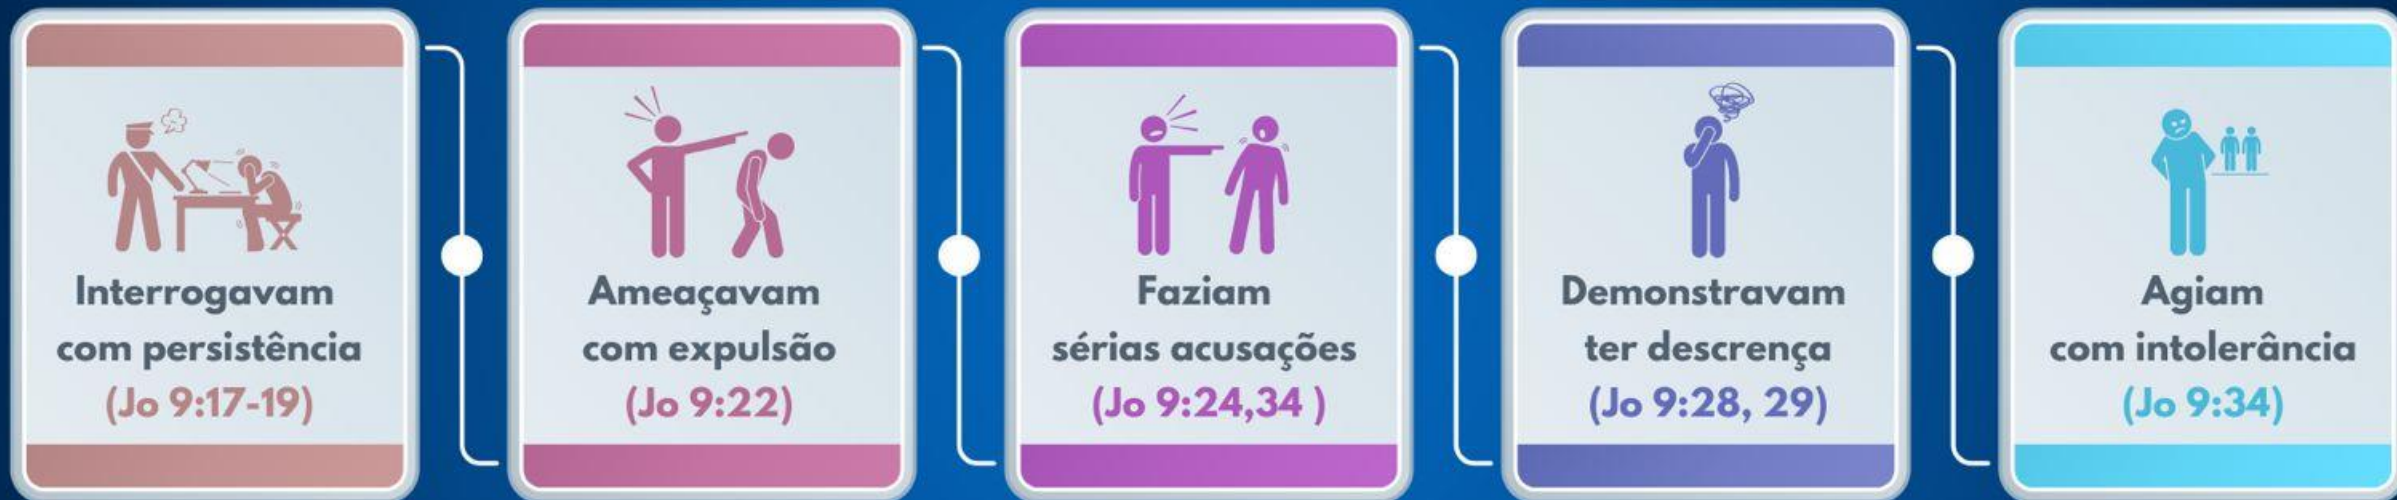 Interrogavam
com persistência
(Jo 9:17-19)
Ameaçavam
com expulsão
(Jo 9:22)
Faziam
sérias acusações
(Jo 9:24,34 )
Demonstravam
ter descrença
(Jo 9:28, 29)
Agiam
com intolerância
(Jo 9:34)